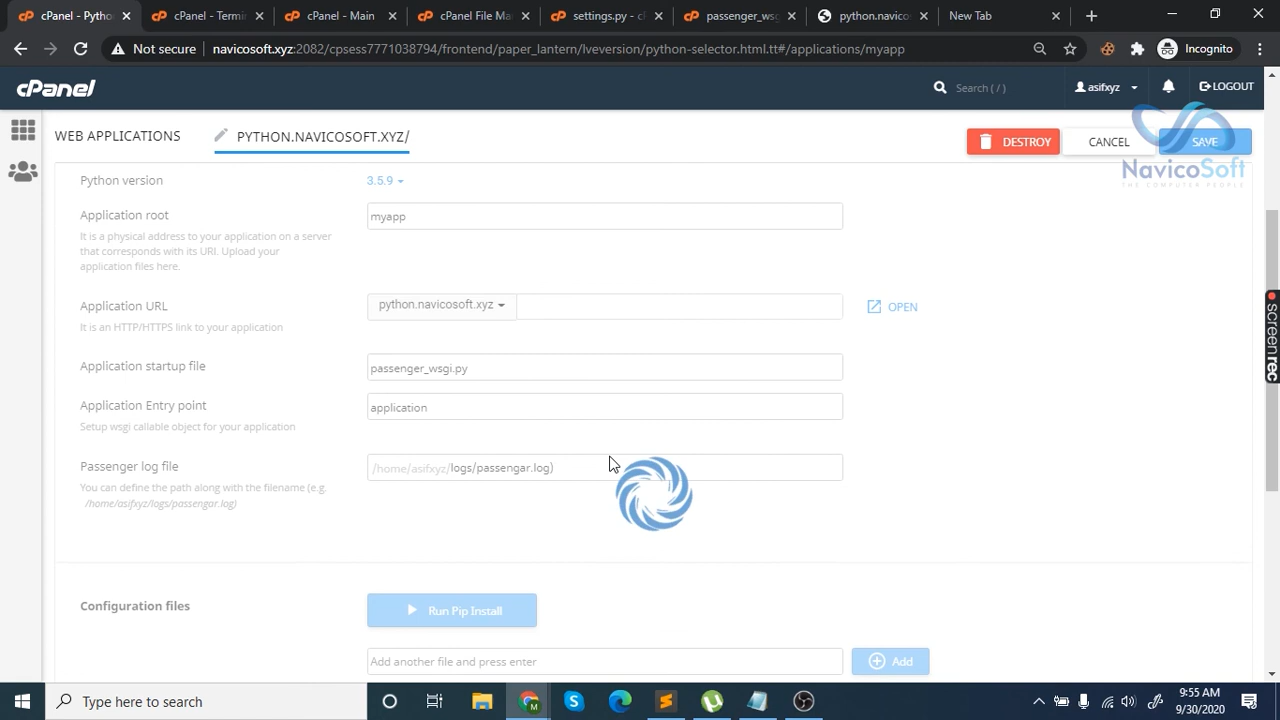 cPanel - Python
cPanel - Term
cPanel - Main
cPanel File Ma
settings.py - c
passenger_wsg
python.navicos
New Tab
Not secure
navicosoft.xyz:2082/cpsess7771038794/frontend/paper_lantern/lveversion/python-selector.html.tt#/applications/myapp
Incognito
cPanel
Search ( / )
asifxyz
LOGOUT
WEB APPLICATIONS
PYTHON.NAVICOSOFT.XYZ/
DESTROY
CANCEL
SAVE
NavicoSoft
THE COMPUTER PEOPLE
Python version
3.5.9
Application root
myapp
It is a physical address to your application on a server
that corresponds with its URI. Upload your
application files here.
Application URL
python.navicosoft.xyz
OPEN
It is an HTTP/HTTPS link to your application
Application startup file
passenger_wsgi.py
Application Entry point
application
Setup wsgi callable object for your application
Passenger log file
/home/asifxyz/logs/passengar.log)
You can define the path along with the filename (e.g.
/home/asifxyz/logs/passengar.log)
Configuration files
Run Pip Install
Add another file and press enter
Add
screenrec
Type here to search
9:55 AM
9/30/2020